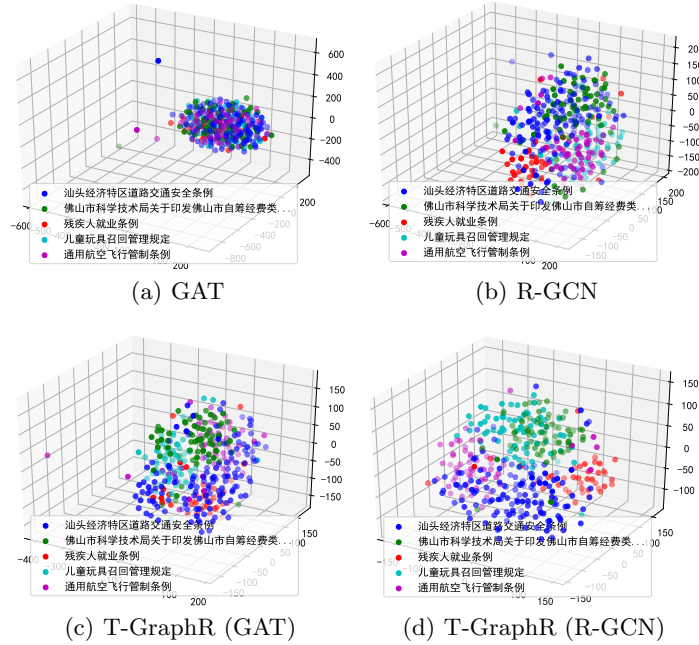 600
400
200
0
−200
−400
200
−600
200
−800
汕头经济特区道路交通安全条例
佛山市科学技术局关于印发佛山市自筹经费类...
残疾人就业条例
儿童玩具召回管理规定
通用航空飞行管制条例
(a) GAT
200
150
100
50
0
−50
−100
−150
−200
200
150
−50
−100
−150
200
汕头经济特区道路交通安全条例
佛山市科学技术局关于印发佛山市自筹经费类...
残疾人就业条例
儿童玩具召回管理规定
通用航空飞行管制条例
(b) R-GCN
150
100
50
0
−50
−100
−150
150
100
50
0
−50
−100
−150
200
汕头经济特区道路交通安全条例
佛山市科学技术局关于印发佛山市自筹经费类...
残疾人就业条例
儿童玩具召回管理规定
通用航空飞行管制条例
(c) T-GraphR (GAT)
150
100
50
0
−50
−100
150
100
50
0
−50
−100
−150
150
汕头经济特区道路交通安全条例
佛山市科学技术局关于印发佛山市自筹经费类...
残疾人就业条例
儿童玩具召回管理规定
通用航空飞行管制条例
(d) T-GraphR (R-GCN)